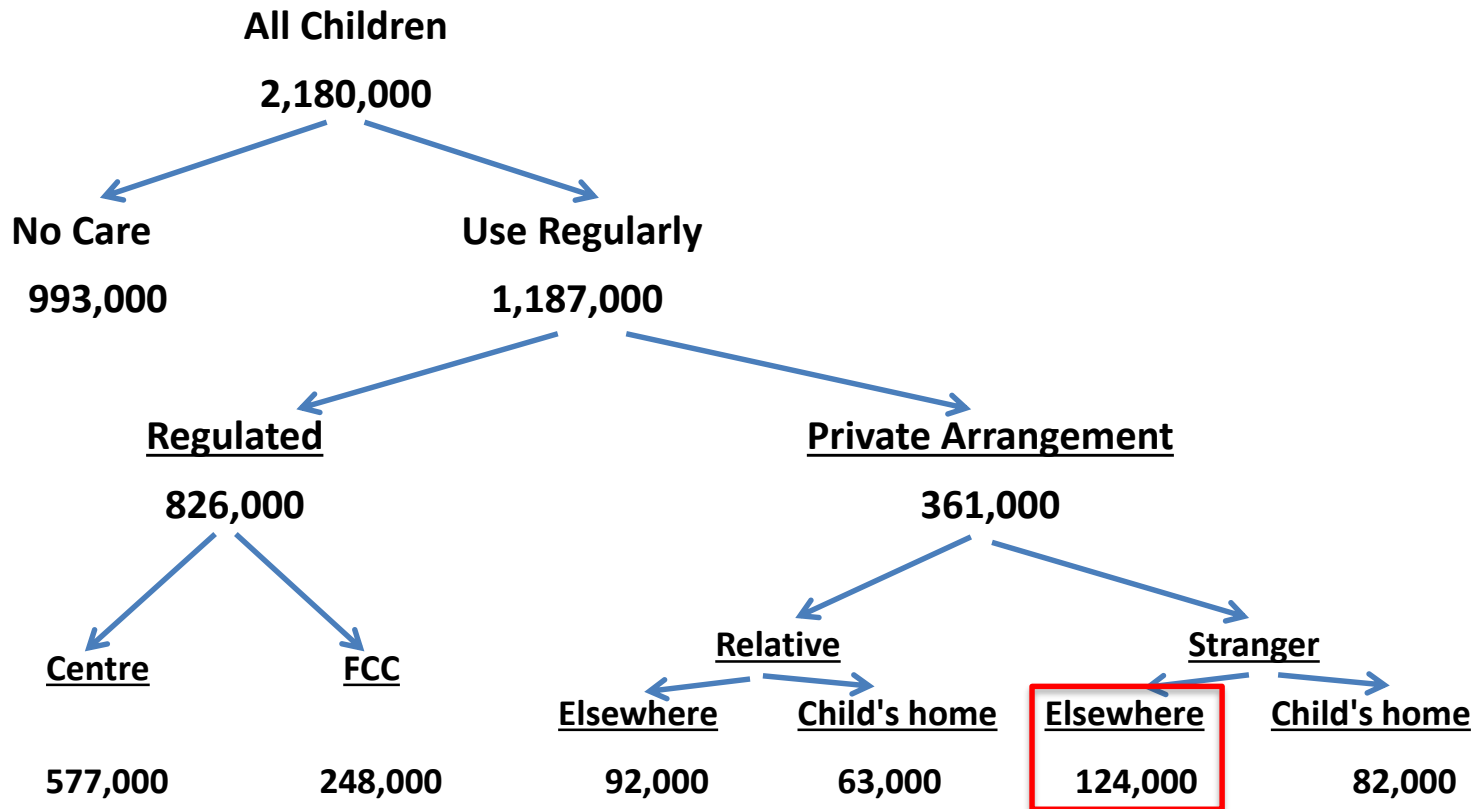 All Children
2,180,000
No Care Use Regularly
993,000 1,187,000
Regulated Private Arrangement
826,000 361,000
Relative Stranger
Centre FCC
Elsewhere Child's home Elsewhere Child's home
577,000 248,000 92,000 63,000 124,000 82,000